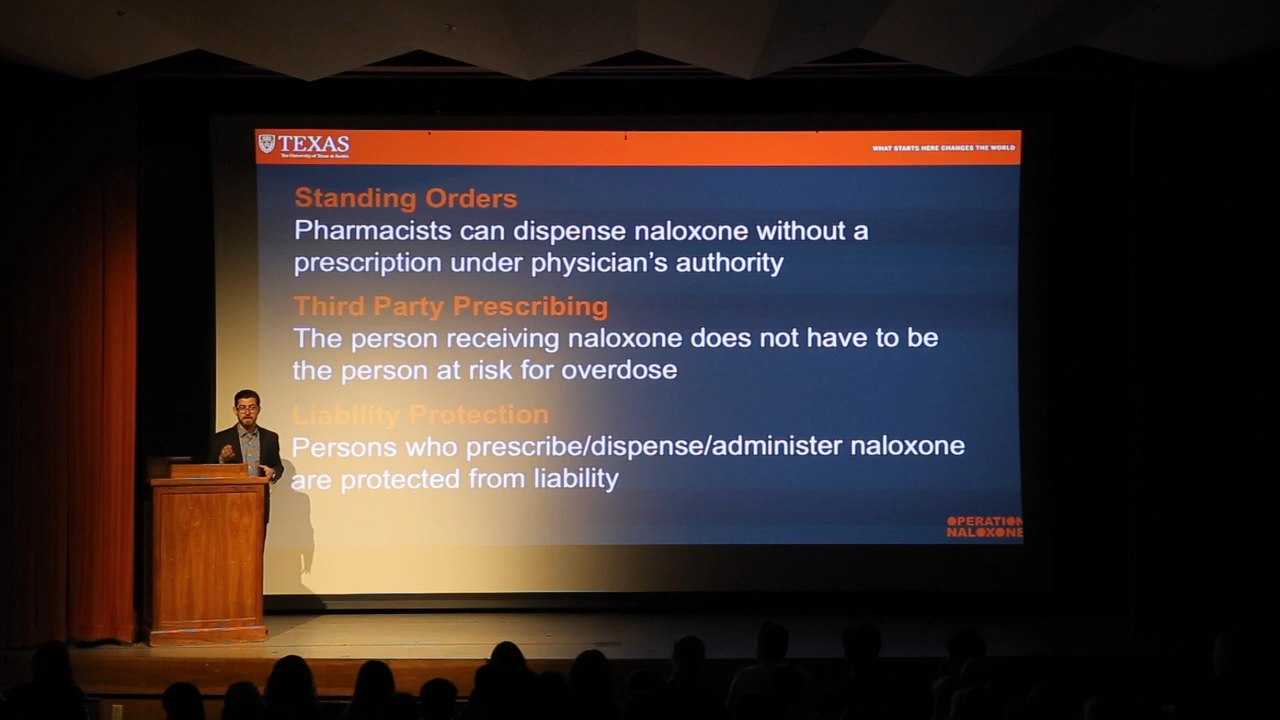 TEXAS
The University of Texas at Austin
WHAT STARTS HERE CHANGES THE WORLD
Standing Orders
Pharmacists can dispense naloxone without a
prescription under physician's authority
Third Party Prescribing
The person receiving naloxone does not have to be
the person at risk for overdose
Liability Protection
Persons who prescribe/dispense/administer naloxone
are protected from liability
OPERATION
NALOXONE